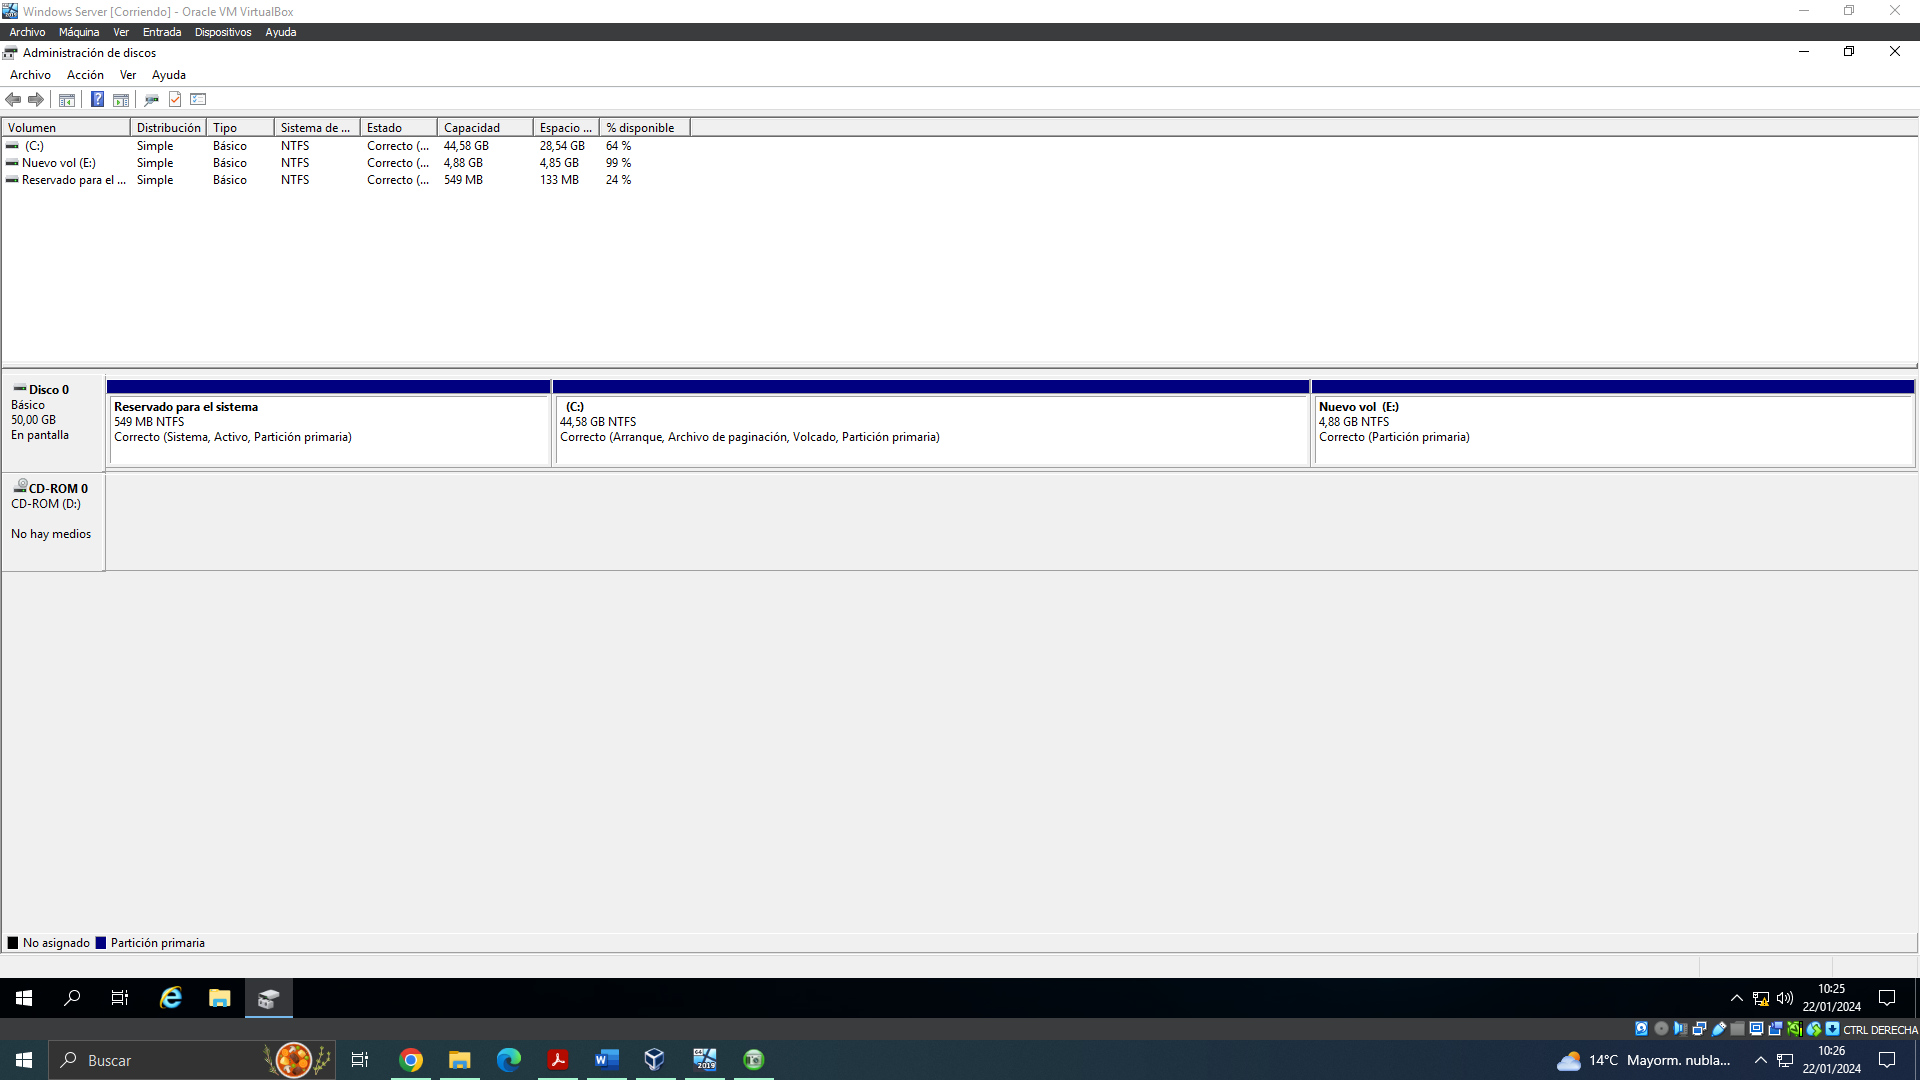 Windows Server [Corriendo] - Oracle VM VirtualBox
Archivo Máquina Ver Entrada Dispositivos Ayuda
Administración de discos
Archivo Acción Ver Ayuda
Volumen Distribución Tipo Sistema de ... Estado Capacidad Espacio ... % disponible
(C:) Simple Básico NTFS Correcto (... 44,58 GB 28,54 GB 64 %
Nuevo vol (E:) Simple Básico NTFS Correcto (... 4,88 GB 4,85 GB 99 %
Reservado para el ... Simple Básico NTFS Correcto (... 549 MB 133 MB 24 %
Disco 0
Básico
50,00 GB
En pantalla
Reservado para el sistema
549 MB NTFS
Correcto (Sistema, Activo, Partición primaria)
(C:)
44,58 GB NTFS
Correcto (Arranque, Archivo de paginación, Volcado, Partición primaria)
Nuevo vol (E:)
4,88 GB NTFS
Correcto (Partición primaria)
CD-ROM 0
CD-ROM (D:)
No hay medios
No asignado Partición primaria
10:25
22/01/2024
CTRL DERECHA
Buscar
2019
14°C Mayorm. nubla...
10:26
22/01/2024